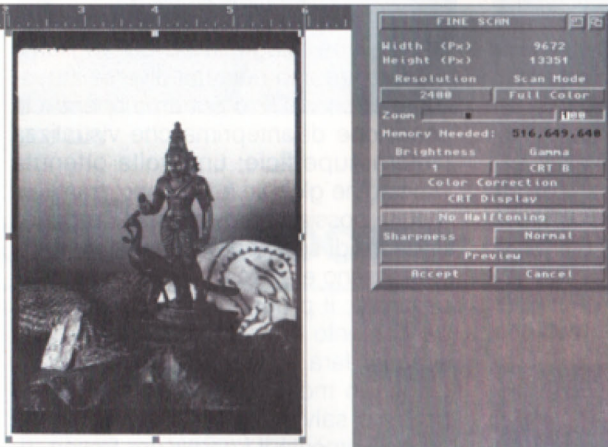 2 3 4 5 6
FINE SCAN
Width (Px) 9672
Height (Px) 13351
Resolution Scan Mode
2400 Full Color
Zoom 100
Memory Needed: 516,649,640
Brightness Gamma
1 CRT B
Color Correction
CRT Display
No Halftoning
Sharpness Normal
Preview
Accept Cancel